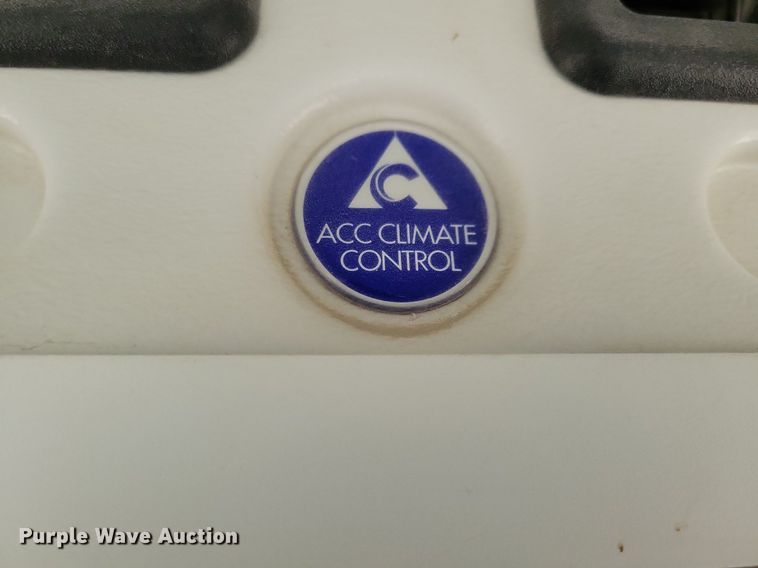 C
ACC CLIMATE
CONTROL
Purple Wave Auction